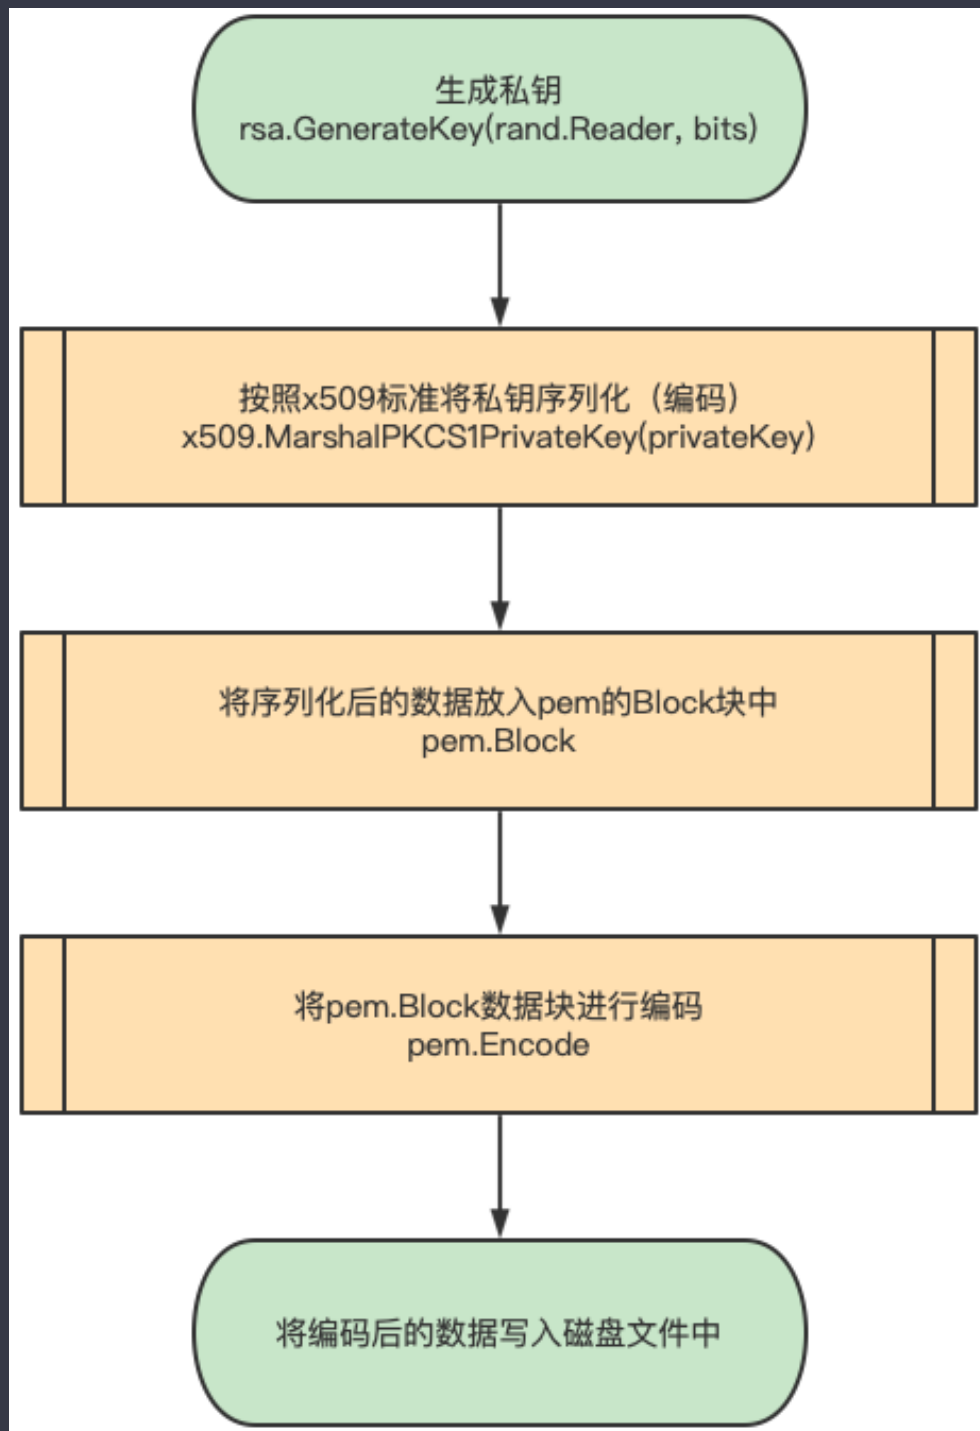 生成私钥
rsa.GenerateKey(rand.Reader, bits)
按照x509标准将私钥序列化（编码）
x509.MarshalPKCS1PrivateKey(privateKey)
将序列化后的数据放入pem的Block块中
pem.Block
将pem.Block数据块进行编码
pem.Encode
将编码后的数据写入磁盘文件中